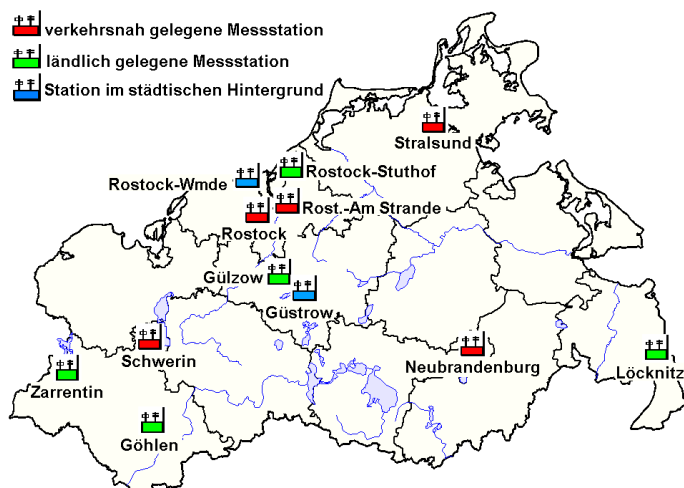 verkehrsnah gelegene Messstation
ländlich gelegene Messstation
Station im städtischen Hintergrund
Stralsund
Rostock-Stuthof
Rostock-Wmde
Rost.-Am Strande
Rostock
Gülzow
Güstrow
Schwerin
Neubrandenburg
Löcknitz
Zarrentin
Göhlen